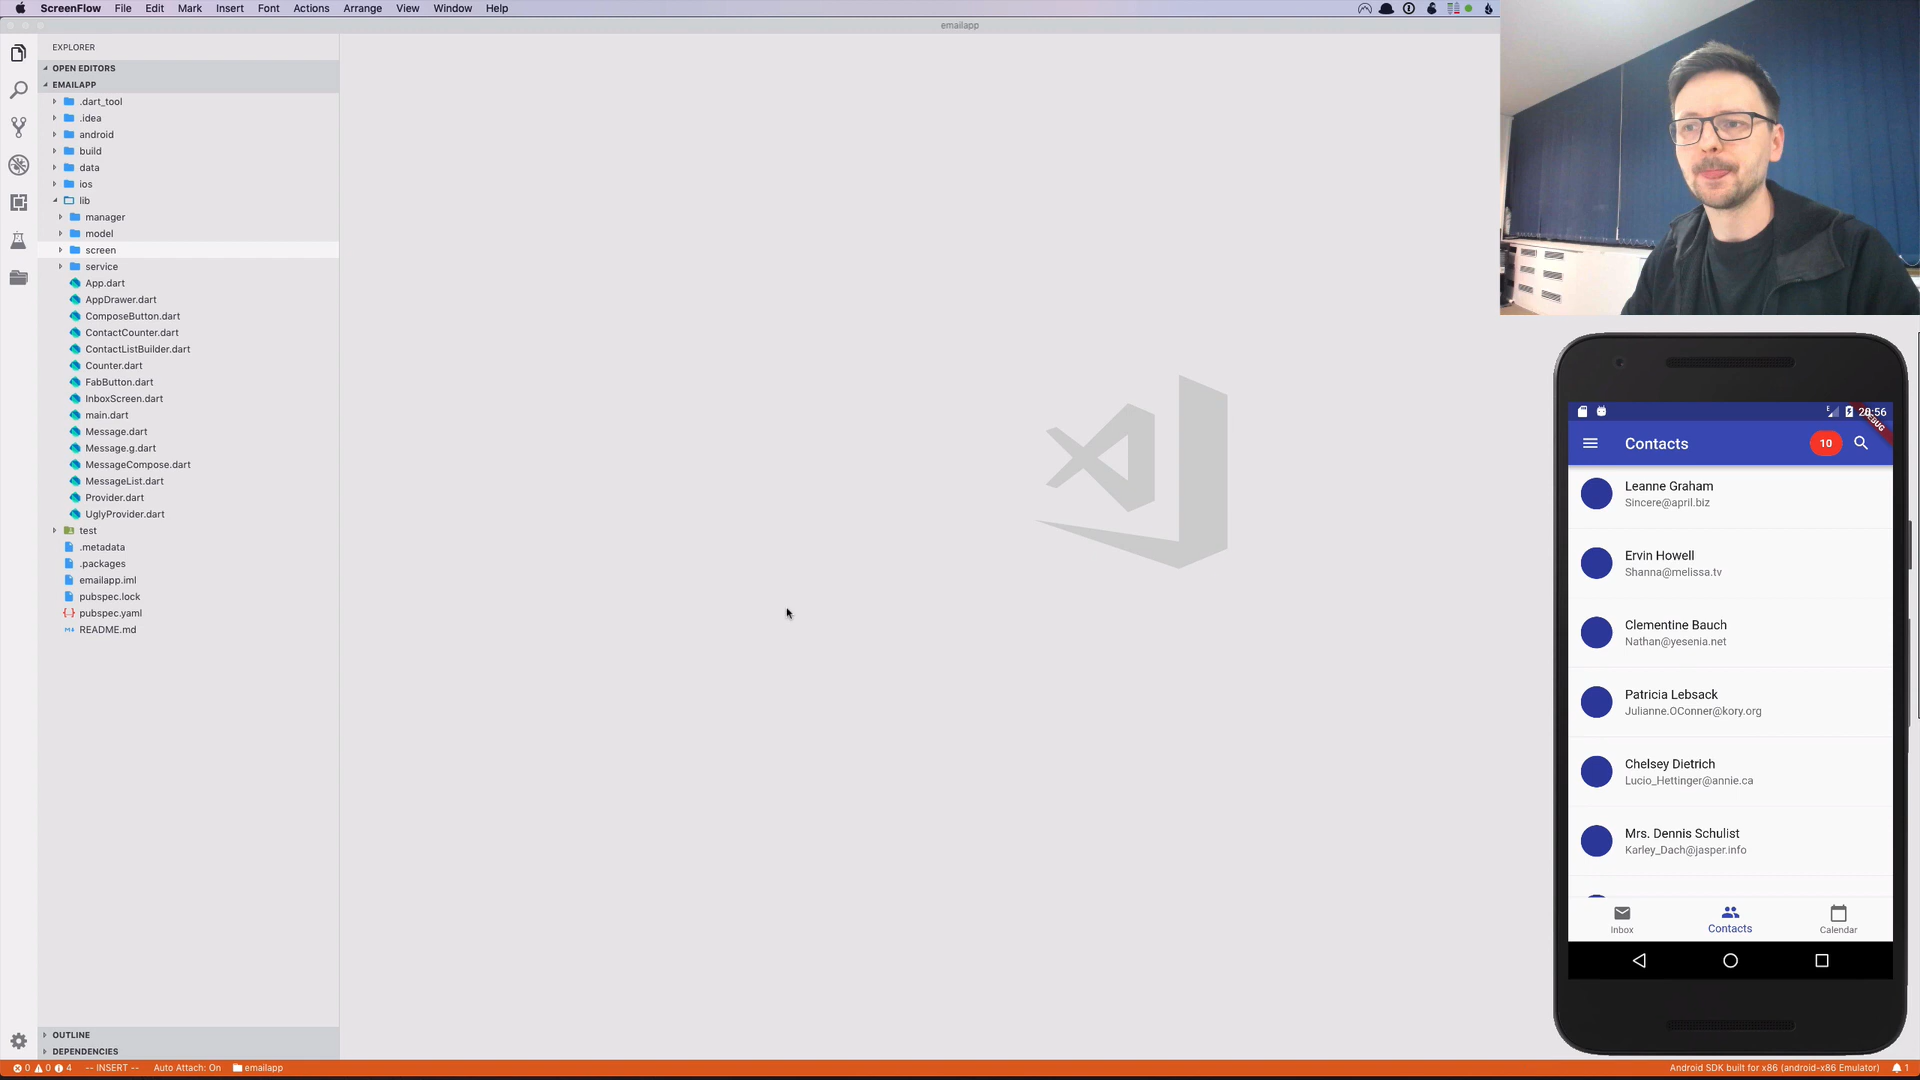 ScreenFlow File Edit Mark Insert Font Actions Arrange View Window Help
emailapp
EXPLORER
OPEN EDITORS
EMAILAPP
.dart_tool
.idea
android
build
data
ios
lib
manager
model
screen
service
App.dart
AppDrawer.dart
ComposeButton.dart
ContactCounter.dart
ContactListBuilder.dart
Counter.dart
FabButton.dart
InboxScreen.dart
main.dart
Message.dart
Message.g.dart
MessageCompose.dart
MessageList.dart
Provider.dart
UglyProvider.dart
test
.metadata
.packages
emailapp.iml
pubspec.lock
pubspec.yaml
README.md
OUTLINE
DEPENDENCIES
0 0 4 -- INSERT -- Auto Attach: On emailapp
Android SDK built for x86 (android-x86 Emulator) 1
20:56
DEBUG
Contacts 10
Leanne Graham
Sincere@april.biz
Ervin Howell
Shanna@melissa.tv
Clementine Bauch
Nathan@yesenia.net
Patricia Lebsack
Julianne.OConner@kory.org
Chelsey Dietrich
Lucio_Hettinger@annie.ca
Mrs. Dennis Schulist
Karley_Dach@jasper.info
Inbox Contacts Calendar